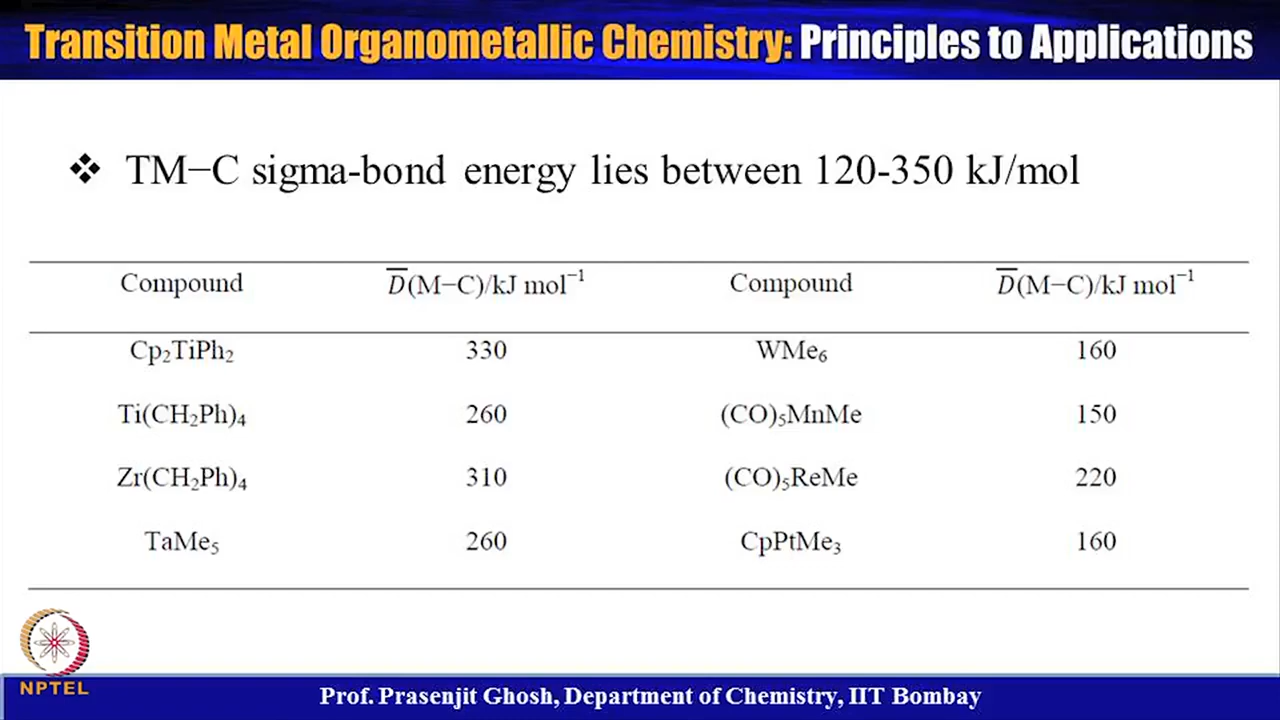 Transition Metal Organometallic Chemistry: Principles to Applications
❖ TM−C sigma-bond energy lies between 120-350 kJ/mol
Compound D̅(M−C)/kJ mol⁻¹ Compound D̅(M−C)/kJ mol⁻¹
Cp₂TiPh₂ 330 WMe₆ 160
Ti(CH₂Ph)₄ 260 (CO)₅MnMe 150
Zr(CH₂Ph)₄ 310 (CO)₅ReMe 220
TaMe₅ 260 CpPtMe₃ 160
NPTEL
Prof. Prasenjit Ghosh, Department of Chemistry, IIT Bombay